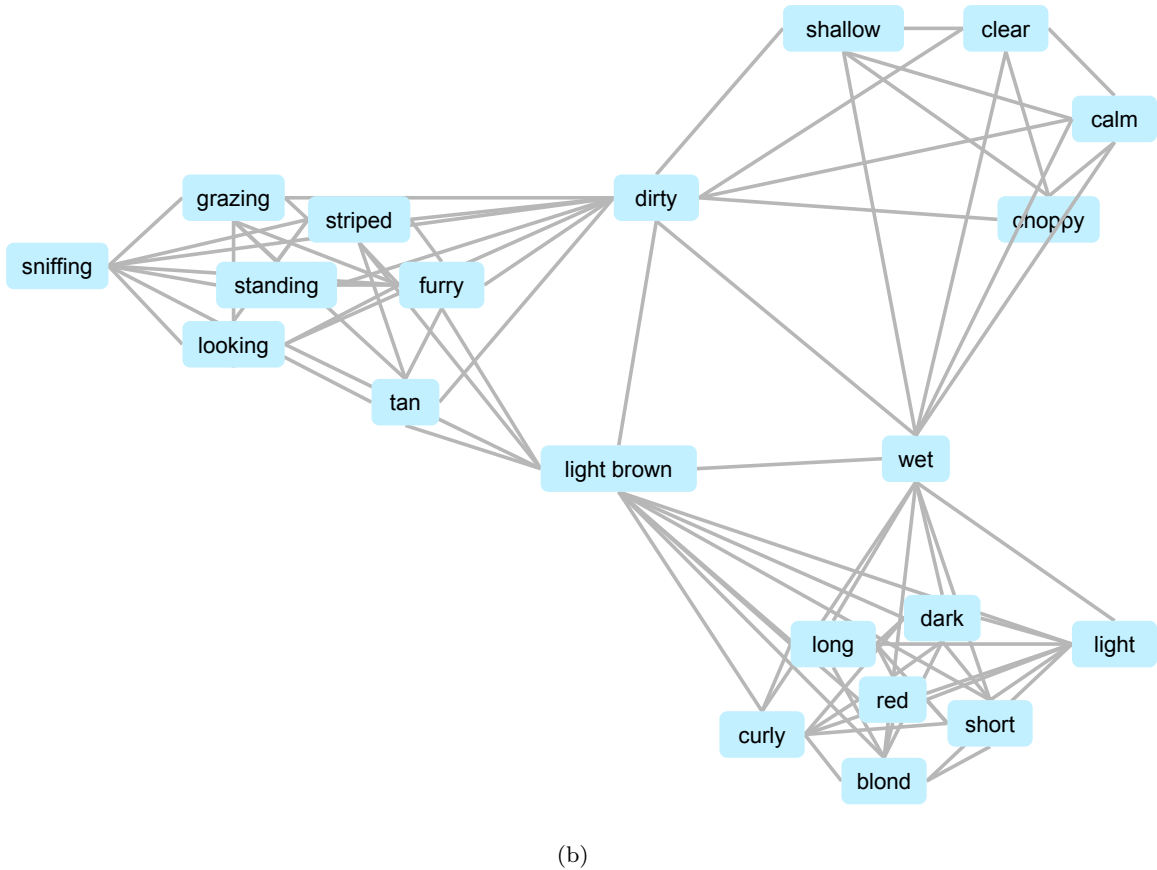 shallow
clear
calm
grazing
striped
dirty
choppy
sniffing
standing
furry
looking
tan
light brown
wet
dark
long
light
red
curly
short
blond
(b)